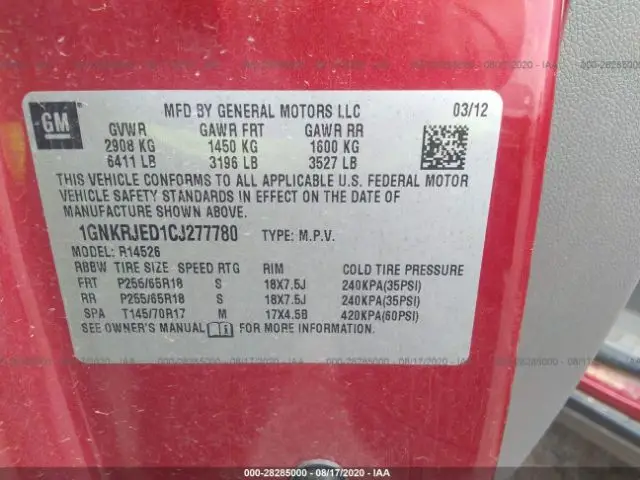 GM
MFD BY GENERAL MOTORS LLC 03/12
GVWR GAWR FRT GAWR RR
2908 KG 1450 KG 1600 KG
6411 LB 3196 LB 3527 LB
THIS VEHICLE CONFORMS TO ALL APPLICABLE U.S. FEDERAL MOTOR
VEHICLE SAFETY STANDARDS IN EFFECT ON THE DATE OF
MANUFACTURE SHOWN ABOVE.
1GNKRJED1CJ277780 TYPE: M.P.V.
MODEL: R14526
RBBW TIRE SIZE SPEED RTG RIM COLD TIRE PRESSURE
FRT P255/65R18 S 18X7.5J 240KPA(35PSI)
RR P255/65R18 S 18X7.5J 240KPA(35PSI)
SPA T145/70R17 M 17X4.5B 420KPA(60PSI)
SEE OWNER'S MANUAL FOR MORE INFORMATION.
000-28285000 - 08/17/2020 - IAA